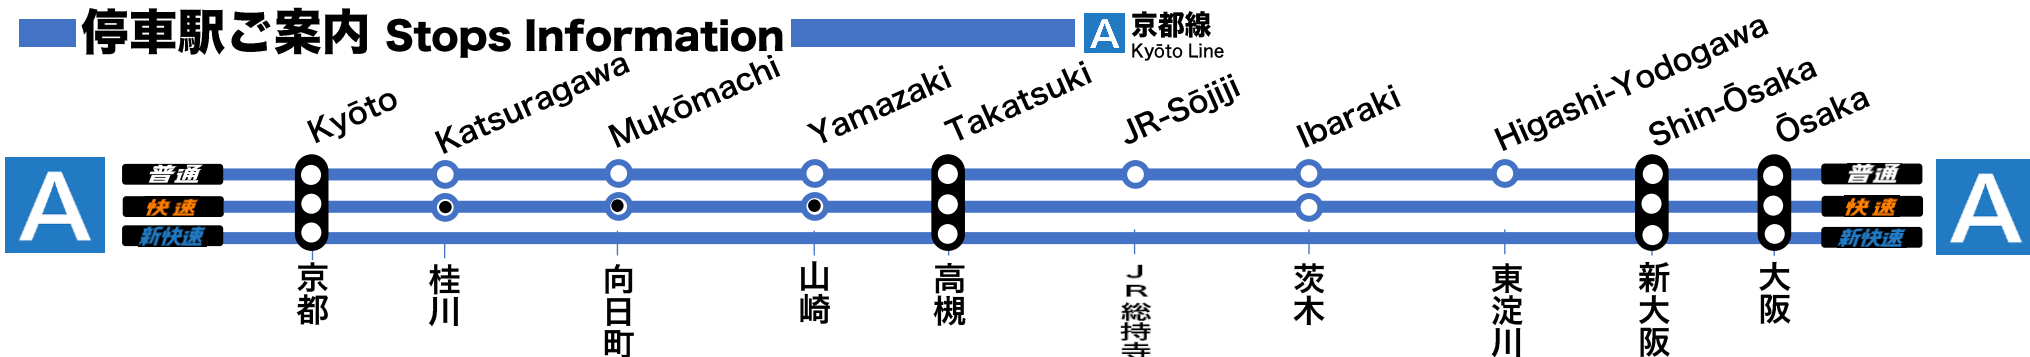 停車駅ご案内 Stops Information
A 京都線
Kyōto Line
Kyōto
Katsuragawa
Mukōmachi
Yamazaki
Takatsuki
JR-Sōjiji
Ibaraki
Higashi-Yodogawa
Shin-Ōsaka
Ōsaka
A
普通
快速
新快速
普通
快速
新快速
A
京都
桂川
向日町
山崎
高槻
JR総持寺
茨木
東淀川
新大阪
大阪